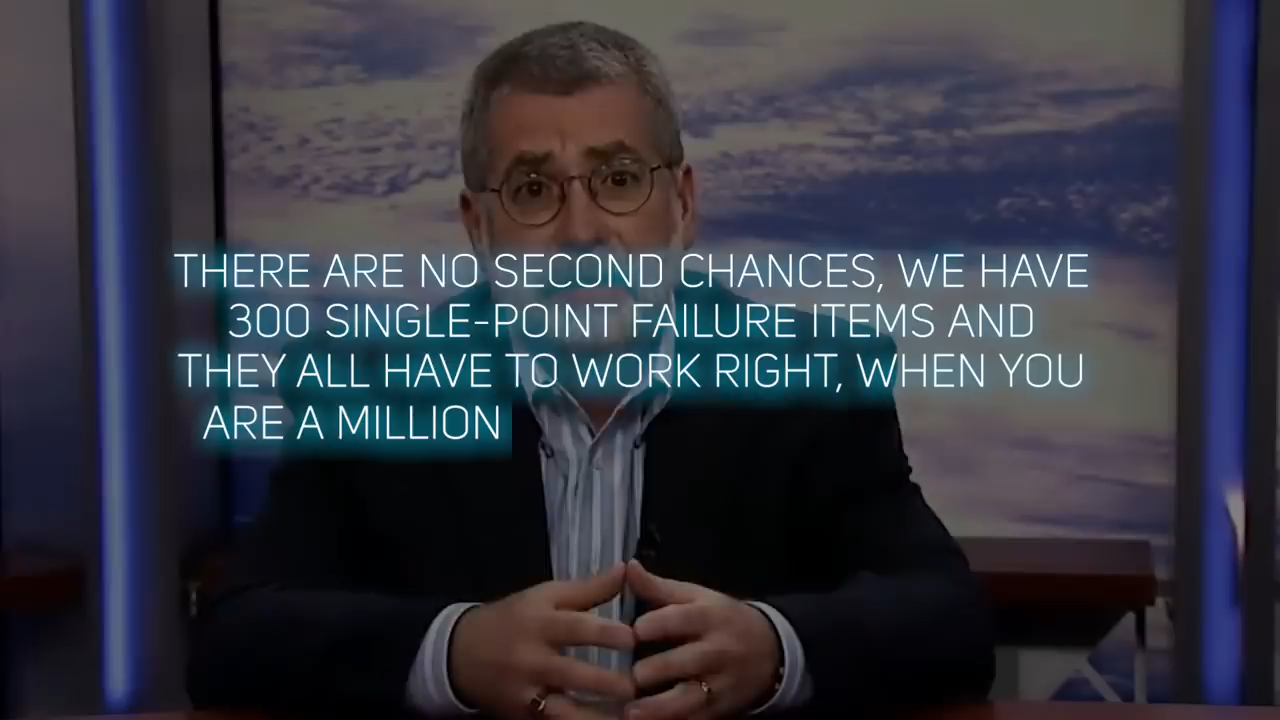 THERE ARE NO SECOND CHANCES, WE HAVE
300 SINGLE-POINT FAILURE ITEMS AND
THEY ALL HAVE TO WORK RIGHT, WHEN YOU
ARE A MILLION